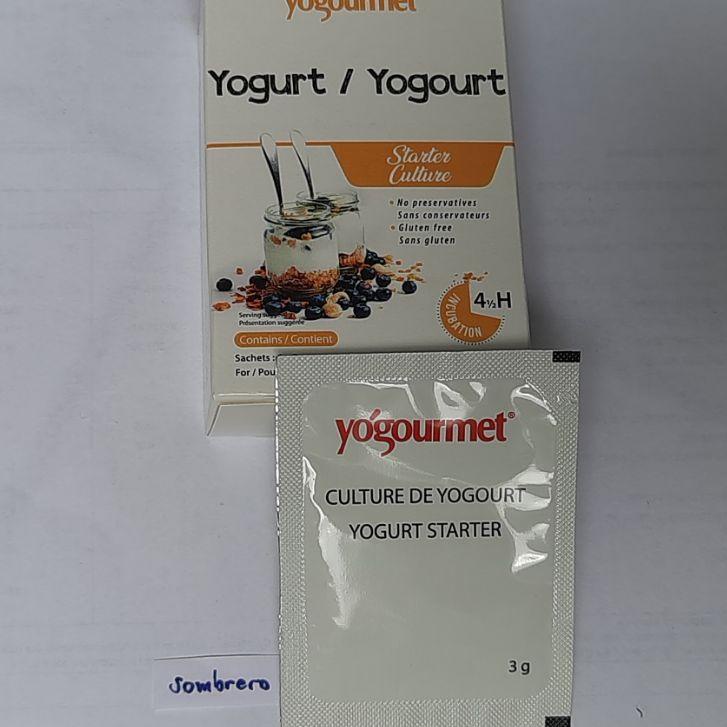 yogourmet
Yogurt / Yogourt
Starter
Culture
• No preservatives
Sans conservateurs
• Gluten free
Sans gluten
4½H
INCUBATION
Serving
Présentation suggérée
Contains / Contient
Sachets :
For / Pou
yógourmet®
CULTURE DE YOGOURT
YOGURT STARTER
3 g
sombrero